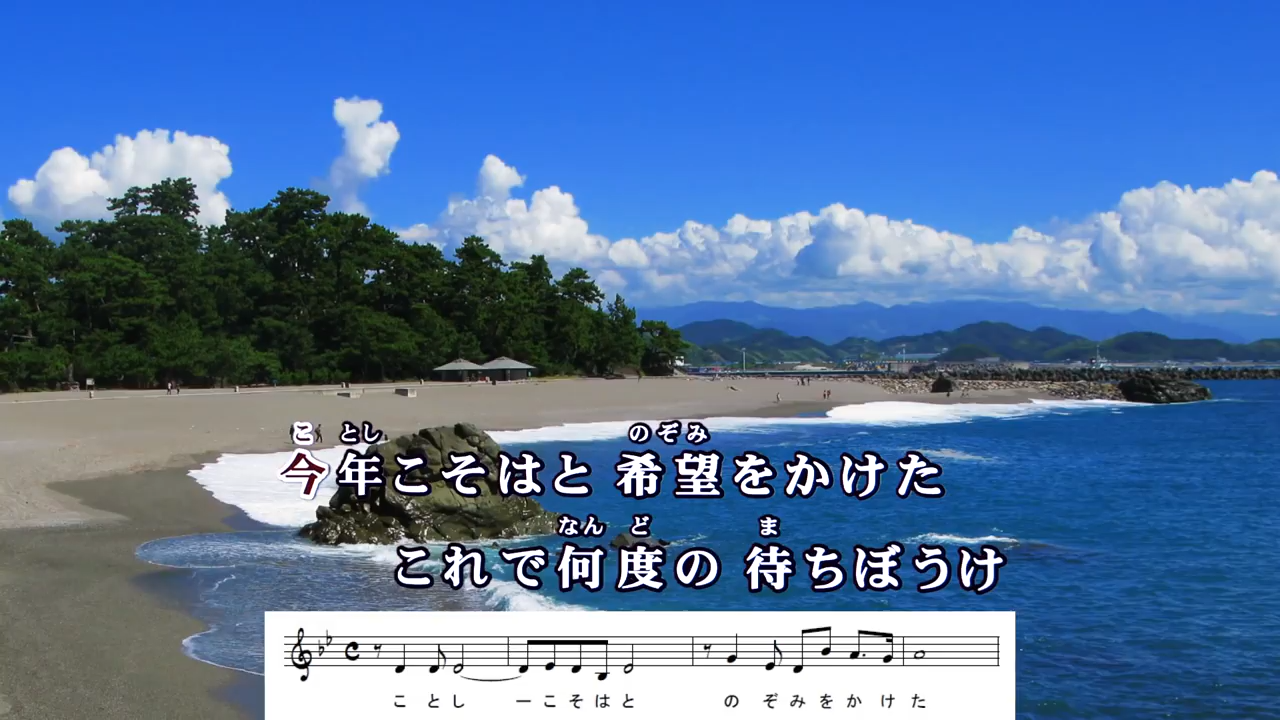 こ とし のぞみ
今年こそはと 希望をかけた
なん ど ま
これで何度の 待ちぼうけ
こ とし ーこそはと の ぞみをか けた